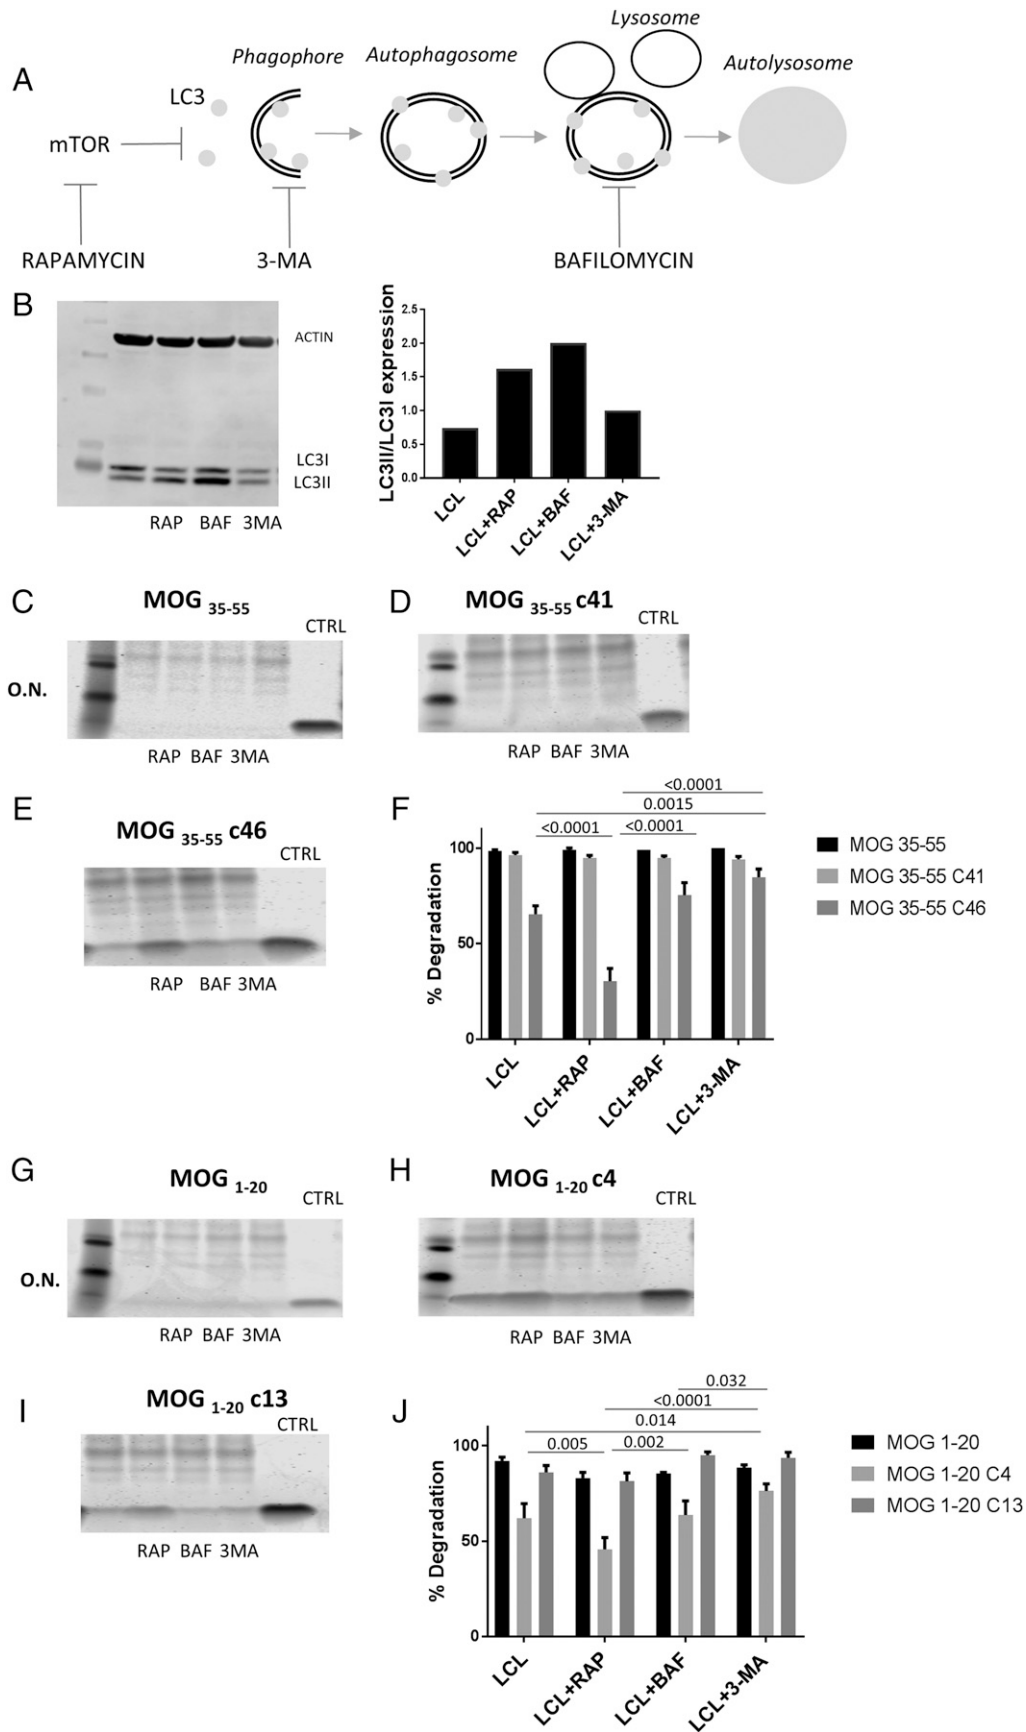 A
Phagophore
Autophagosome
Lysosome
Autolysosome
LC3
mTOR
RAPAMYCIN
3-MA
BAFILOMYCIN
B
ACTIN
LC3I
LC3II
RAP BAF 3MA
LC3II/LC3I expression
2.5
2.0
1.5
1.0
0.5
0.0
LCL
LCL+RAP
LCL+BAF
LCL+3-MA
C
MOG 35-55
CTRL
O.N.
RAP BAF 3MA
D
MOG 35-55 c41
CTRL
RAP BAF 3MA
E
MOG 35-55 c46
CTRL
RAP BAF 3MA
F
<0.0001
0.0015
<0.0001
<0.0001
% Degradation
100
50
0
LCL
LCL+RAP
LCL+BAF
LCL+3-MA
MOG 35-55
MOG 35-55 C41
MOG 35-55 C46
G
MOG 1-20
CTRL
O.N.
RAP BAF 3MA
H
MOG 1-20 c4
CTRL
RAP BAF 3MA
I
MOG 1-20 c13
CTRL
RAP BAF 3MA
J
0.032
<0.0001
0.014
0.005
0.002
% Degradation
100
50
0
LCL
LCL+RAP
LCL+BAF
LCL+3-MA
MOG 1-20
MOG 1-20 C4
MOG 1-20 C13